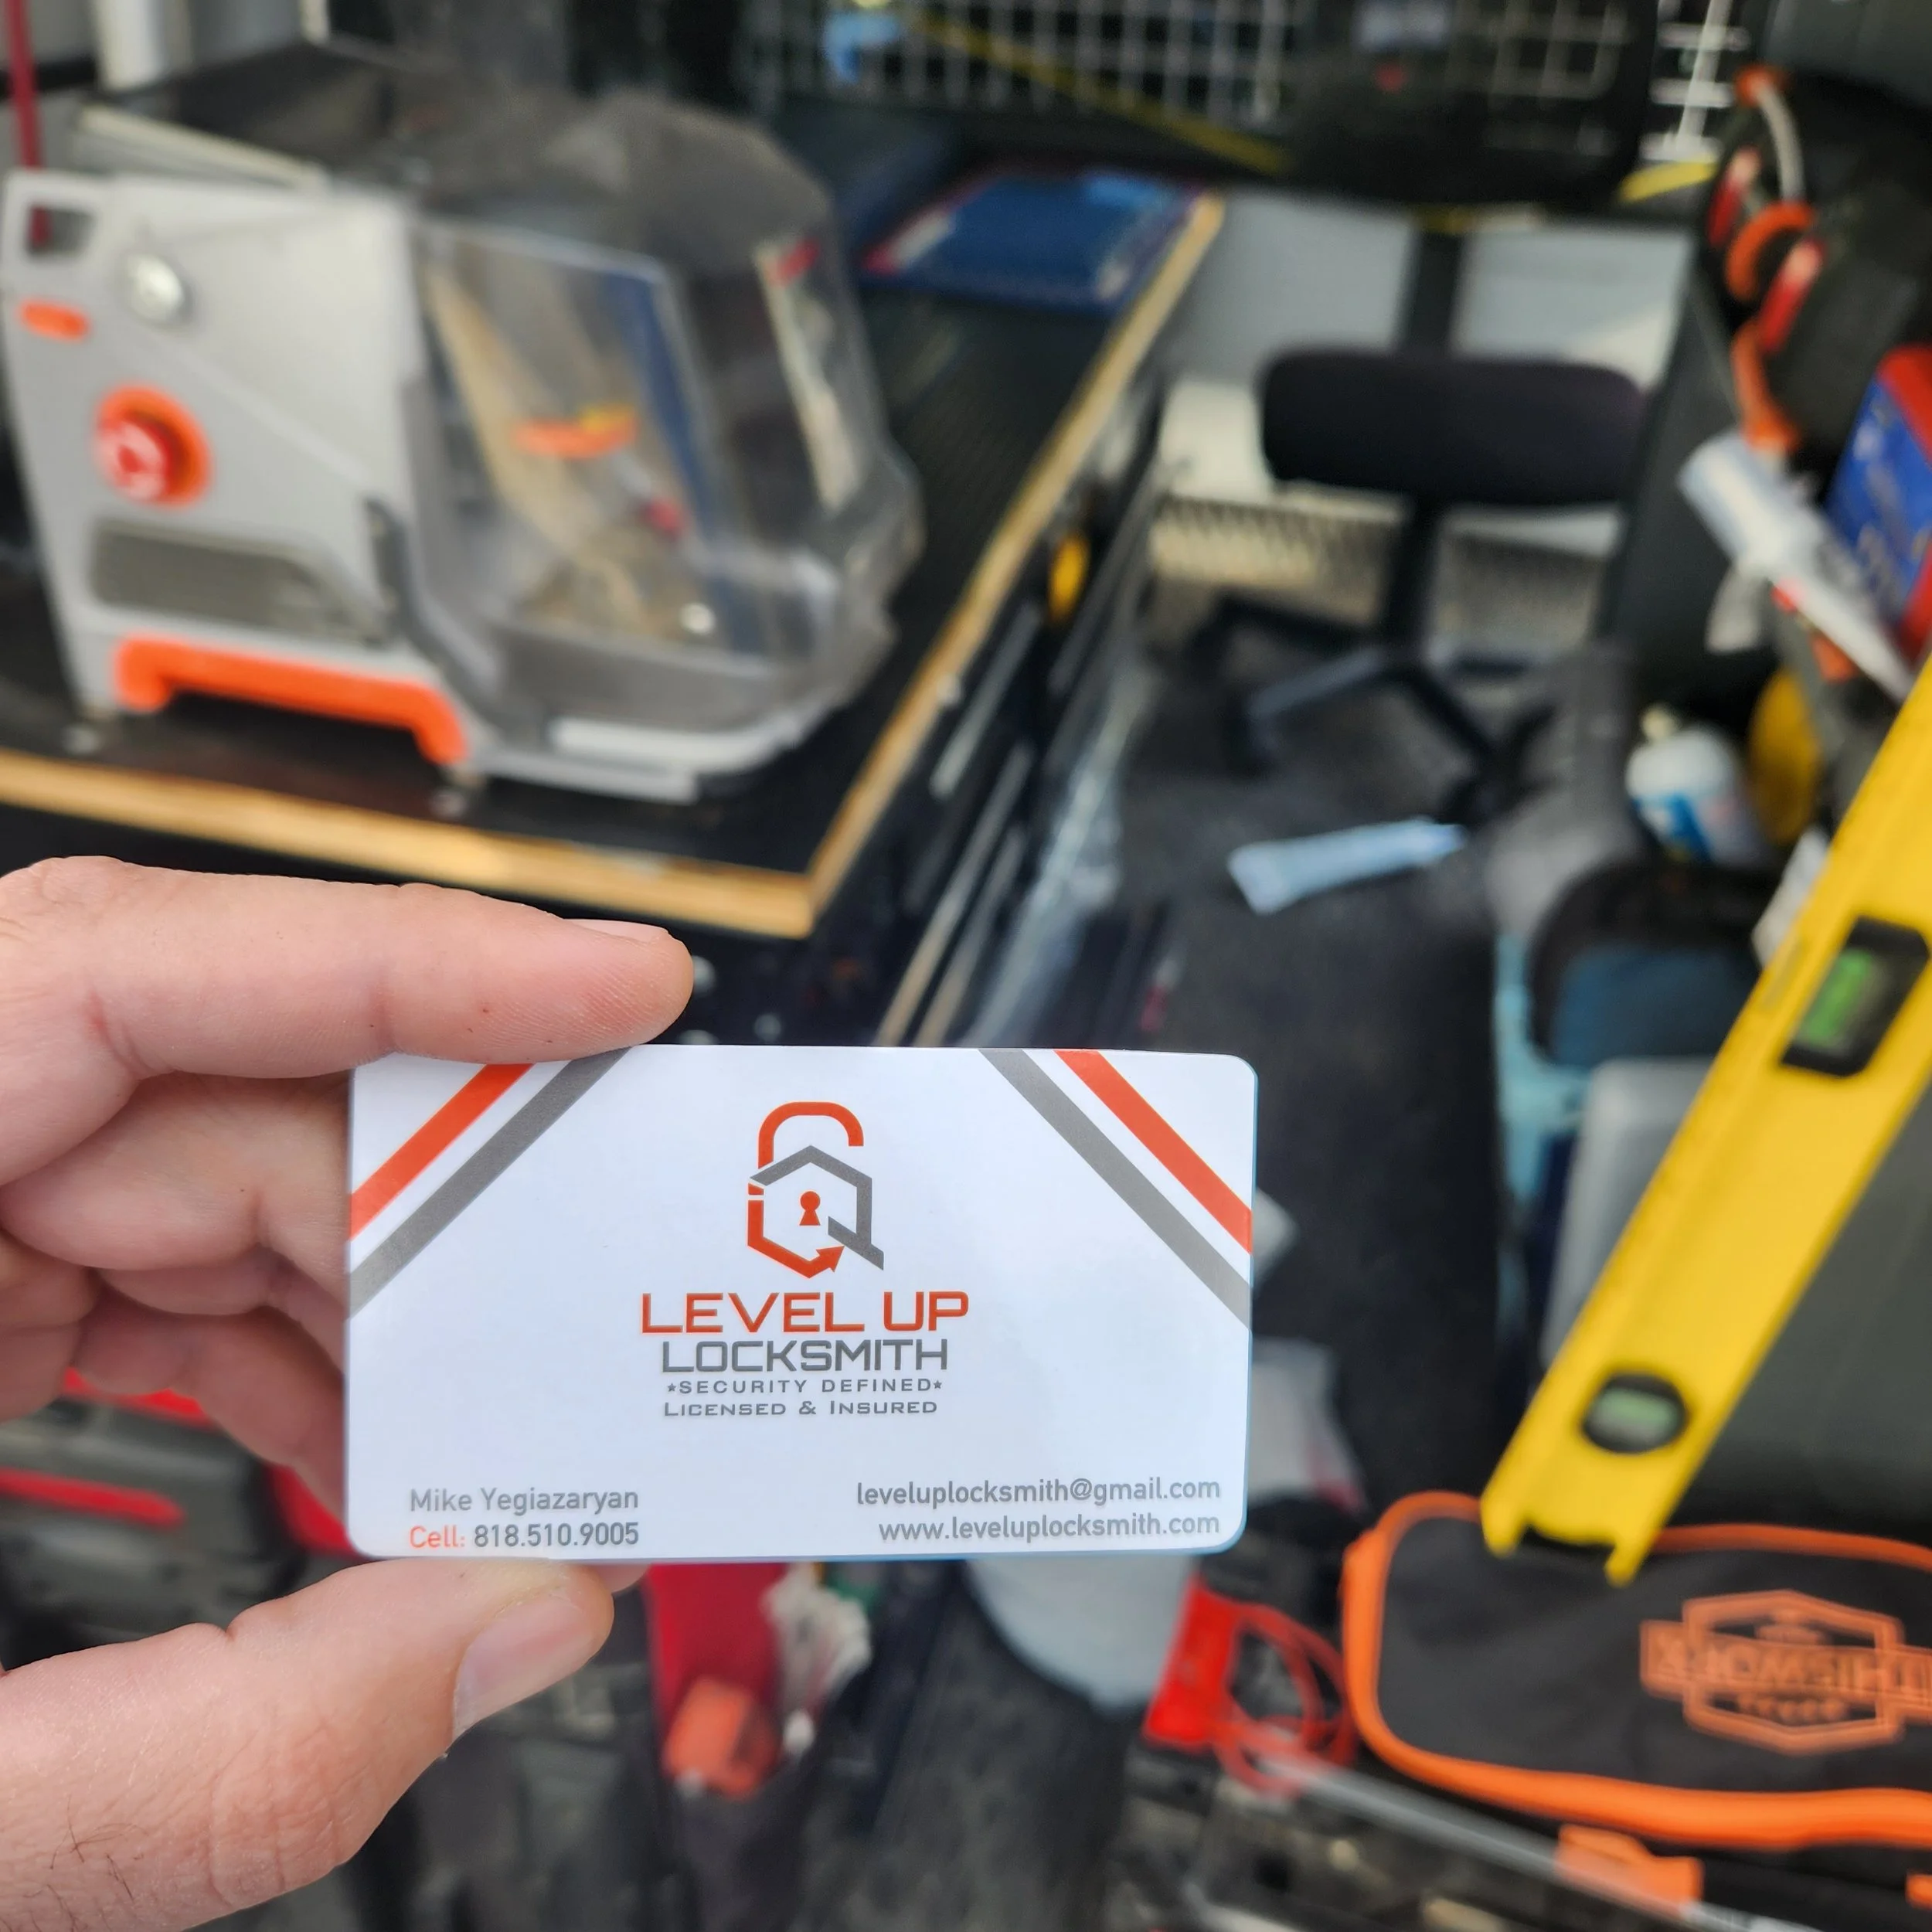 LEVEL UP
LOCKSMITH
*SECURITY DEFINED*
LICENSED & INSURED
Mike Yegiazaryan
Cell: 818.510.9005
leveluplocksmith@gmail.com
www.leveluplocksmith.com